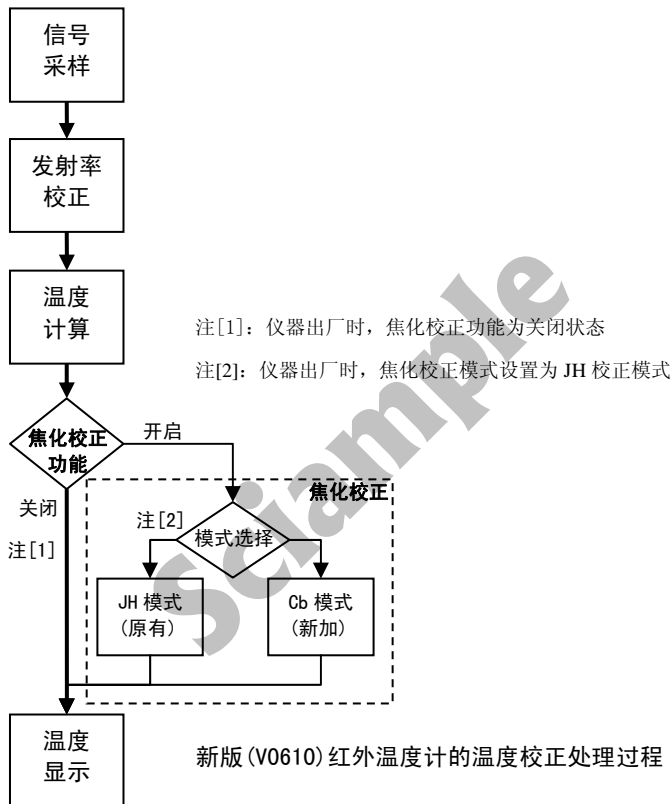 信号
采样
发射率
校正
温度
计算
注[1]: 仪器出厂时，焦化校正功能为关闭状态
注[2]: 仪器出厂时，焦化校正模式设置为 JH 校正模式
焦化校正
功能
开启
关闭
注[1]
焦化校正
注[2]
模式选择
JH 模式
(原有)
Cb 模式
(新加)
温度
显示
新版(V0610)红外温度计的温度校正处理过程
Sciample